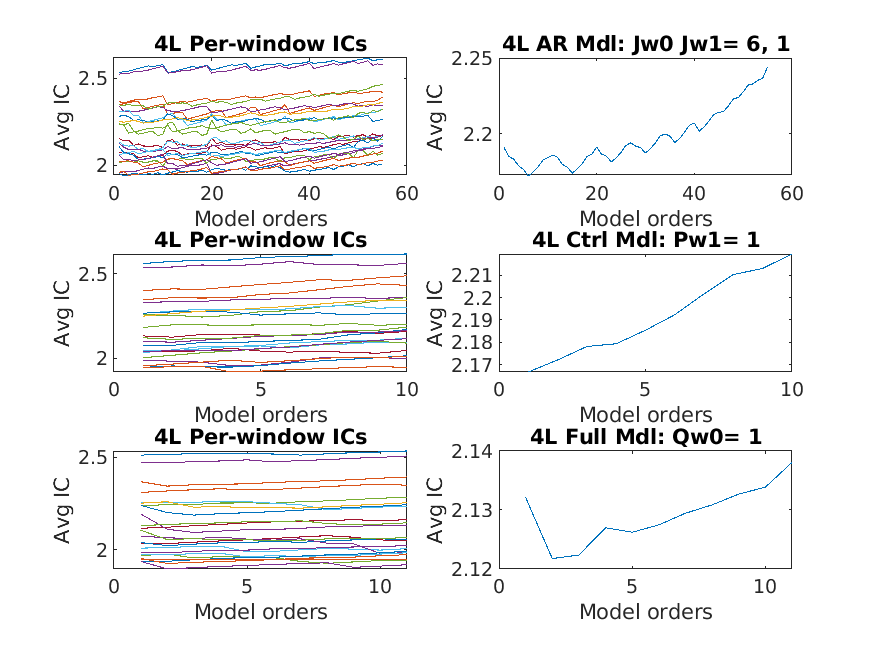 4L Per-window ICs
4L AR Mdl: Jw0 Jw1= 6, 1
Avg IC
2.5
2
0
20
40
60
Model orders
Avg IC
2.25
2.2
0
20
40
60
Model orders
4L Per-window ICs
4L Ctrl Mdl: Pw1= 1
Avg IC
2.5
2
0
5
10
Model orders
Avg IC
2.21
2.2
2.19
2.18
2.17
0
5
10
Model orders
4L Per-window ICs
4L Full Mdl: Qw0= 1
Avg IC
2.5
2
0
5
10
Model orders
Avg IC
2.14
2.13
2.12
0
5
10
Model orders